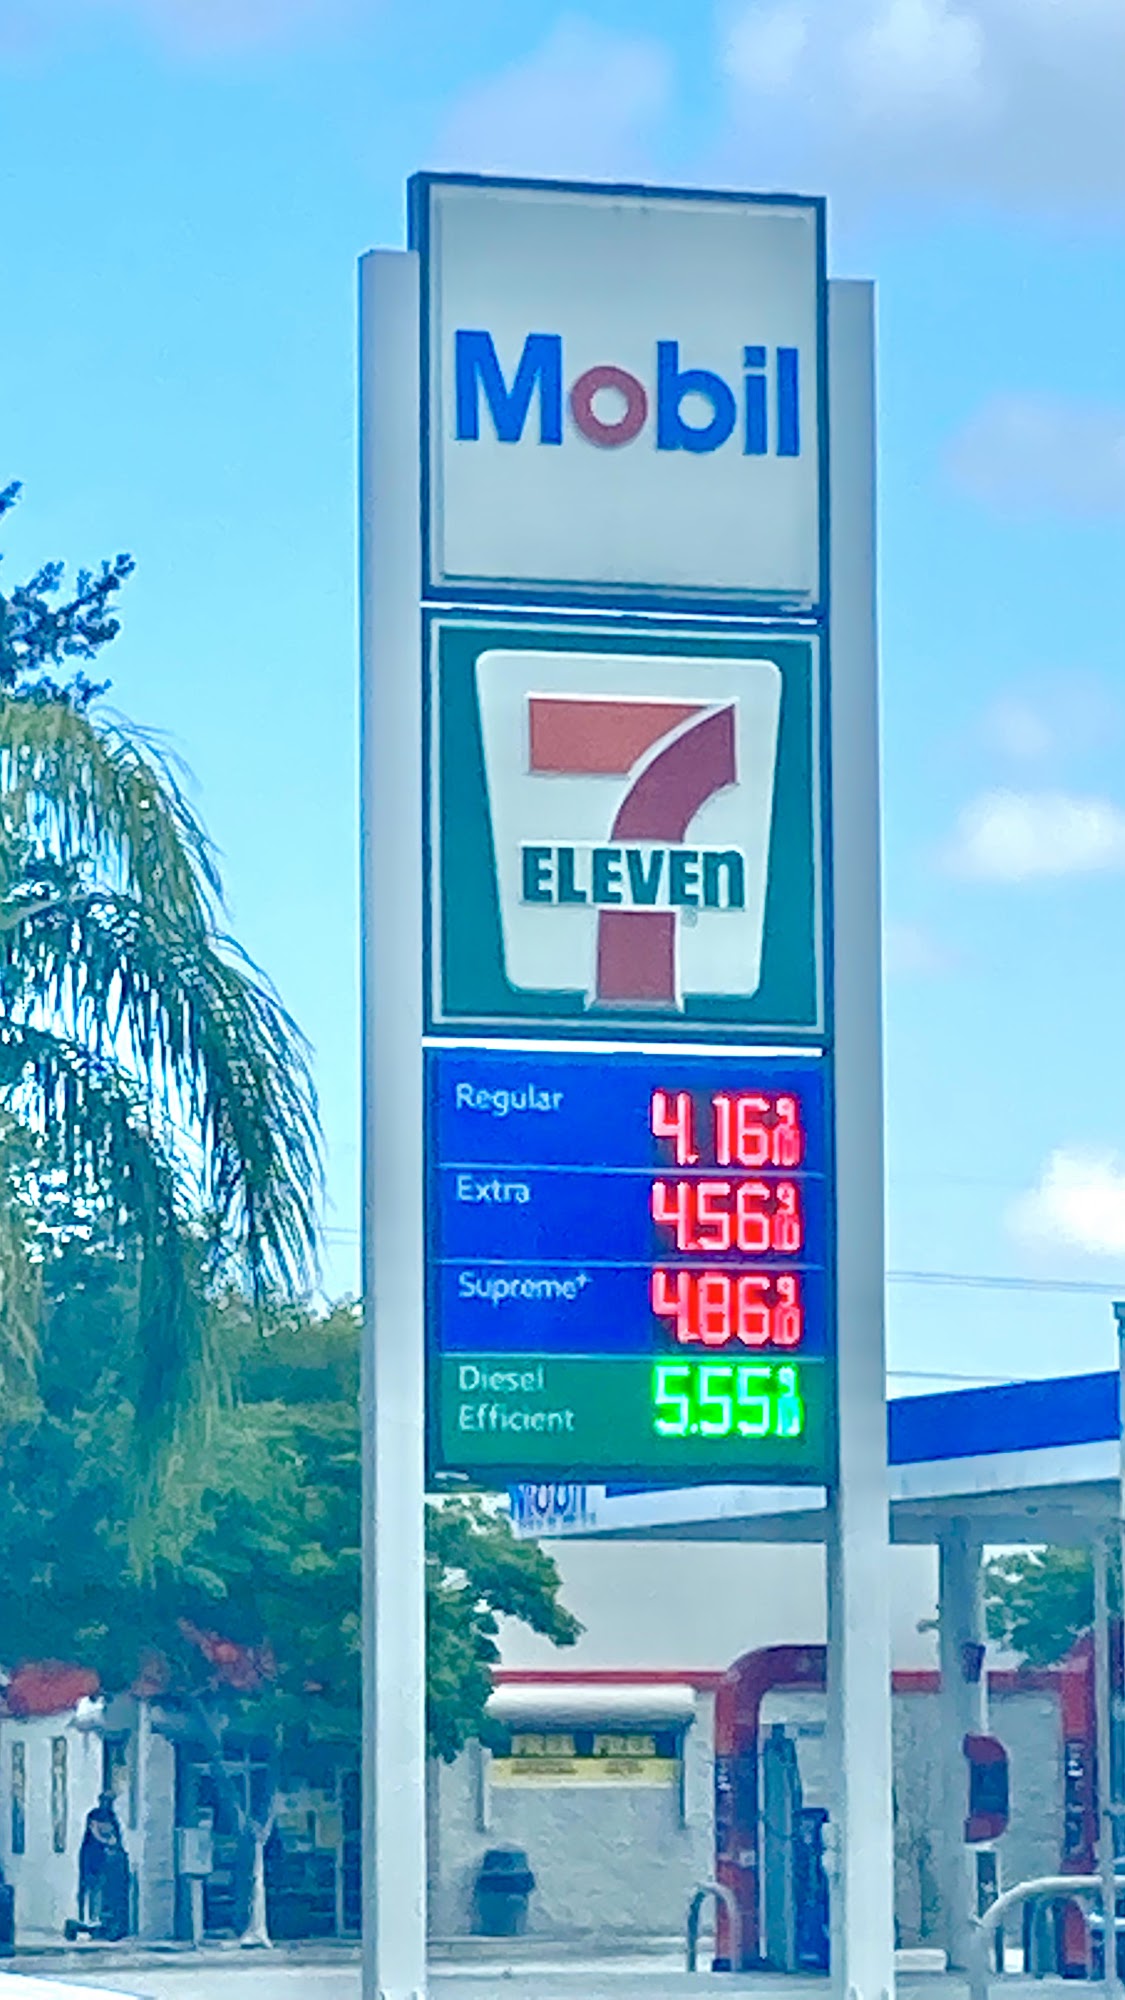 Mobil
7
ELEVEn
Regular 4.16 9/10
Extra 4.56 9/10
Supreme+ 4.86 9/10
Diesel
Efficient 5.55 9/10
Mobil